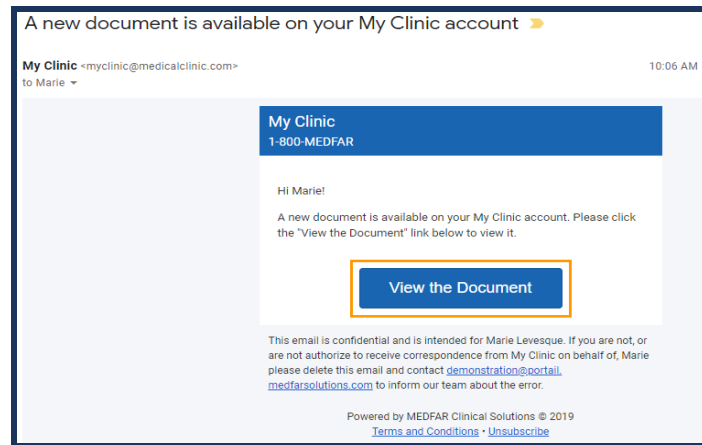 A new document is available on your My Clinic account
My Clinic <myclinic@medicalclinic.com>
10:06 AM
to Marie
My Clinic
1-800-MEDFAR
Hi Marie!
A new document is available on your My Clinic account. Please click
the "View the Document" link below to view it.
View the Document
This email is confidential and is intended for Marie Levesque. If you are not, or
are not authorize to receive correspondence from My Clinic on behalf of, Marie
please delete this email and contact demonstration@portail.
medfarsolutions.com to inform our team about the error.
Powered by MEDFAR Clinical Solutions © 2019
Terms and Conditions • Unsubscribe